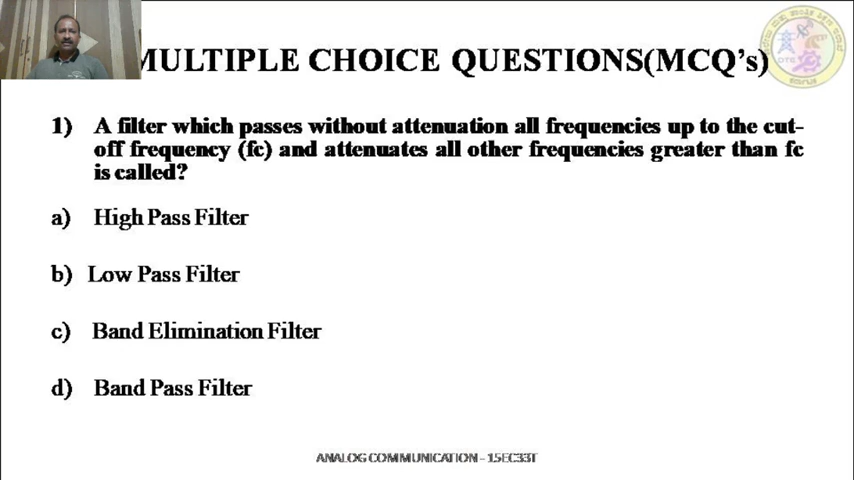 MULTIPLE CHOICE QUESTIONS(MCQ's)
1) A filter which passes without attenuation all frequencies up to the cut-
off frequency (fc) and attenuates all other frequencies greater than fc
is called?
a) High Pass Filter
b) Low Pass Filter
c) Band Elimination Filter
d) Band Pass Filter
ANALOG COMMUNICATION – 15EC33T